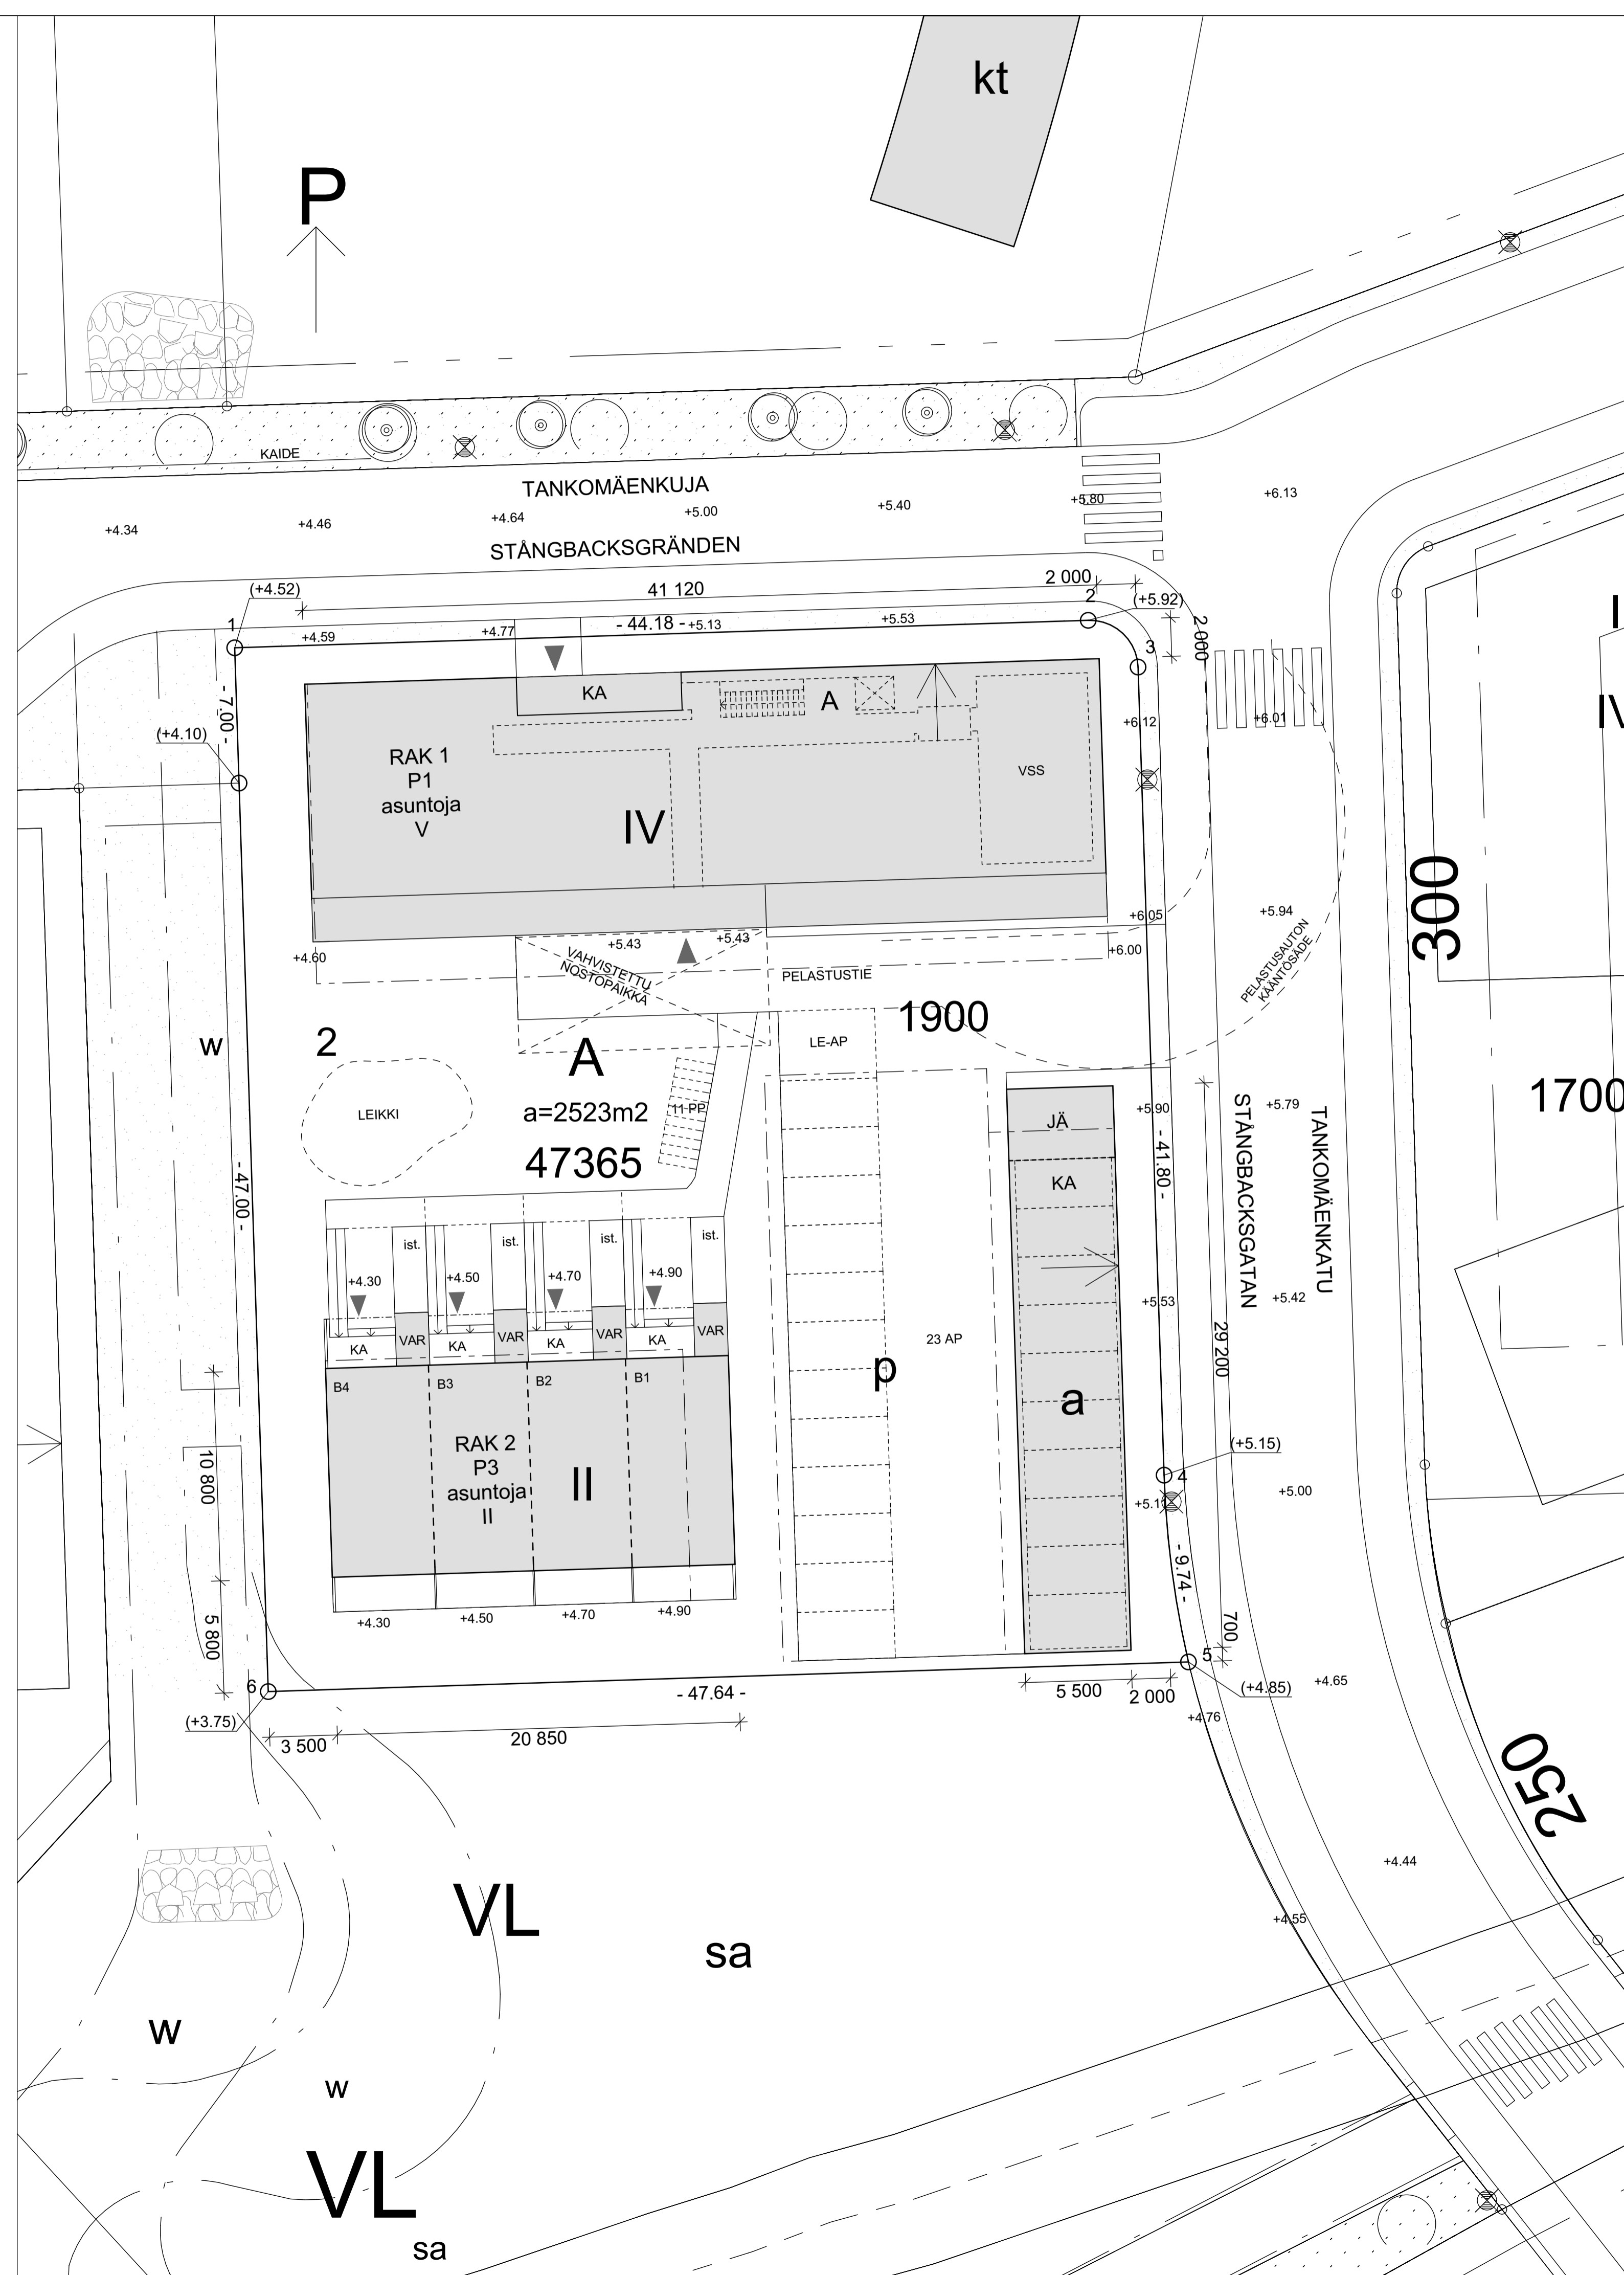 kt
P
KAIDE
TANKOMÄENKUJA
+4.34
+4.46
+4.64
+5.00
+5.40
+5.80
+6.13
STÅNGBACKSGRÄNDEN
(+4.52)
41 120
2 000
2
(+5.92)
1
+4.59
+4.77
- 44.18 -
+5.13
+5.53
2 000
3
- 7.00 -
KA
A
+6.12
+6.01
(+4.10)
RAK 1
P1
asuntoja
V
IV
VSS
IV
300
+5.43
+5.43
+6.05
+5.94
+4.60
VAHVISTETTU
NOSTOPAIKKA
PELASTUSTIE
+6.00
PELASTUSAUTON
KÄÄNTÖSÄDE
w
2
A
1900
LE-AP
LEIKKI
a=2523m2
11 PP
47365
JÄ
+5.90
+5.79
1700
KA
- 41.80 -
STÅNGBACKSGATAN
TANKOMÄENKATU
- 47.00 -
ist.
ist.
ist.
ist.
+4.30
+4.50
+4.70
+4.90
+5.53
+5.42
VAR
VAR
VAR
VAR
KA
KA
KA
KA
23 AP
29 200
p
a
B4
B3
B2
B1
RAK 2
P3
asuntoja
II
II
10 800
(+5.15)
4
+5.00
- 9.74 -
+4.30
+4.50
+4.70
+4.90
5 800
700
5
6
- 47.64 -
5 500
2 000
(+4.85)
+4.65
(+3.75)
+4.76
3 500
20 850
250
+4.44
VL
sa
+4.55
w
w
VL
sa